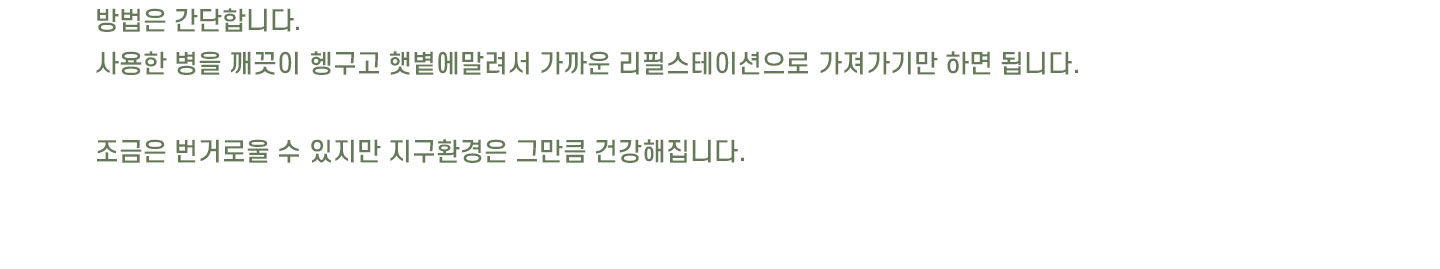 방법은 간단합니다.
사용한 병을 깨끗이 헹구고 햇볕에말려서 가까운 리필스테이션으로 가져가기만 하면 됩니다.
조금은 번거로울 수 있지만 지구환경은 그만큼 건강해집니다.